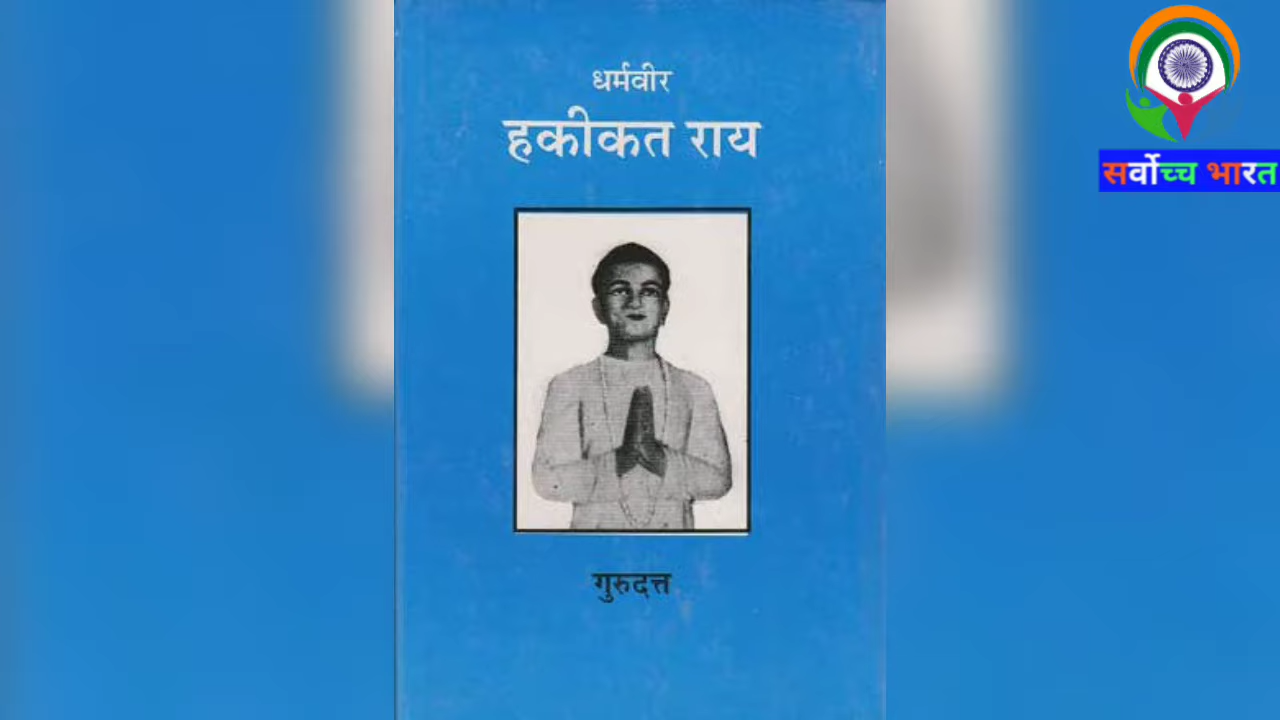 धर्मवीर
हकीकत राय
गुरुदत्त
सर्वोच्च भारत